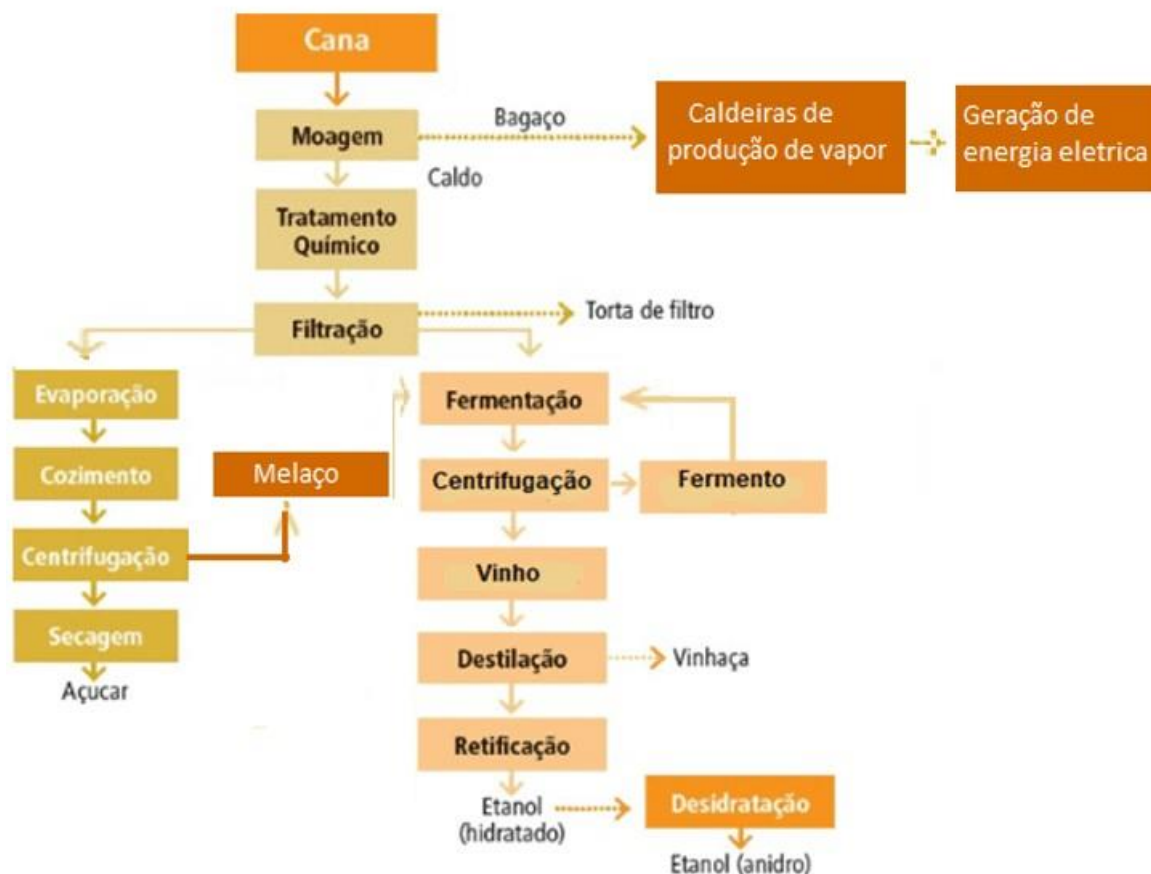 Cana
Moagem
Bagaço
Caldeiras de
produção de vapor
Geração de
energia eletrica
Caldo
Tratamento
Químico
Filtração
Torta de filtro
Evaporação
Cozimento
Centrifugação
Secagem
Açucar
Melaço
Fermentação
Centrifugação
Fermento
Vinho
Destilação
Vinhaça
Retificação
Etanol
(hidratado)
Desidratação
Etanol (anidro)